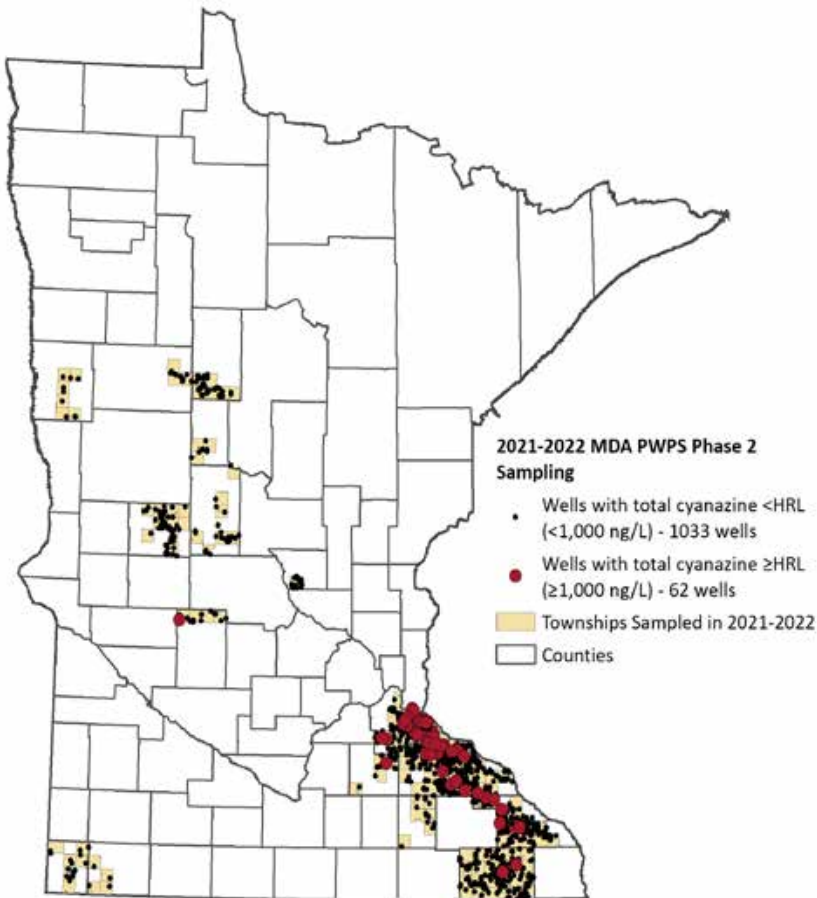 2021-2022 MDA PWPS Phase 2
Sampling
Wells with total cyanazine <HRL
(<1,000 ng/L) - 1033 wells
Wells with total cyanazine ≥HRL
(≥1,000 ng/L) - 62 wells
Townships Sampled in 2021-2022
Counties